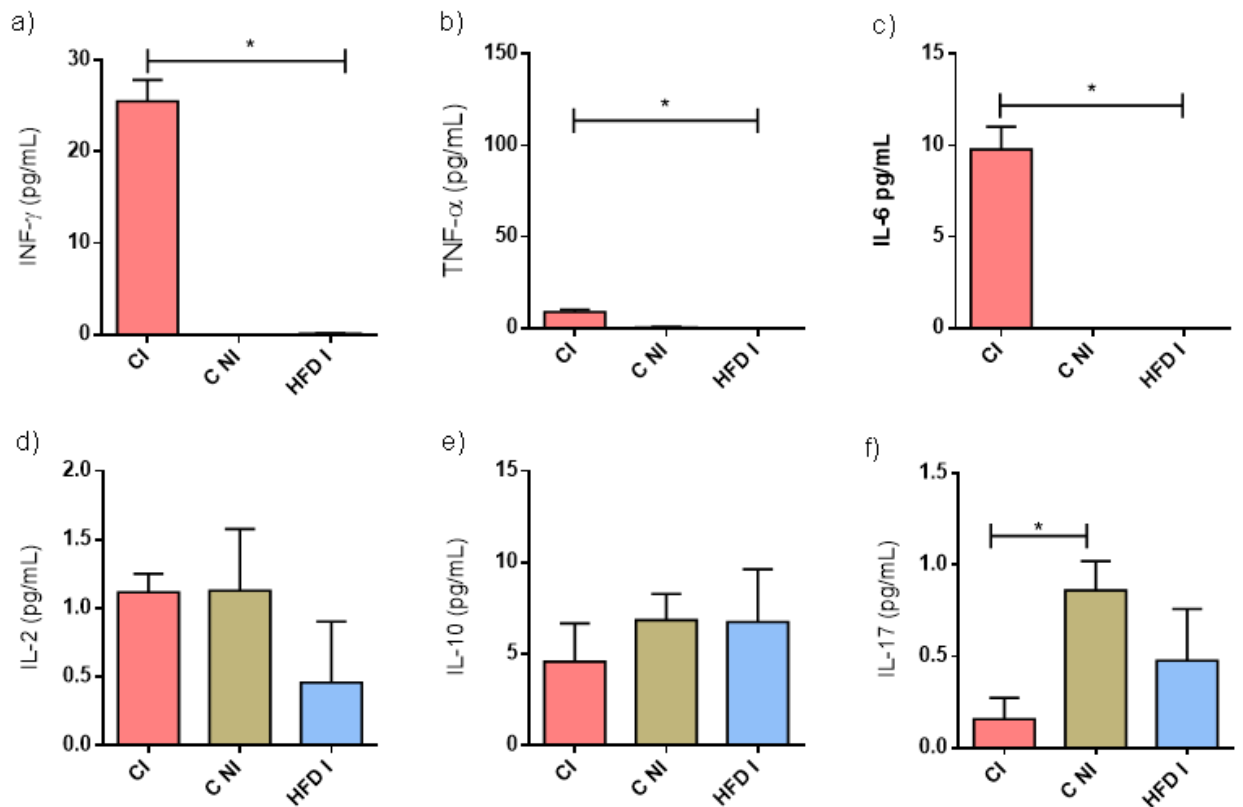 a)
*
30
20
10
0
INF-γ (pg/mL)
CI
C NI
HFD I
b)
*
150
100
50
0
TNF-α (pg/mL)
CI
C NI
HFD I
c)
*
15
10
5
0
IL-6 pg/mL
CI
C NI
HFD I
d)
2.0
1.5
1.0
0.5
0.0
IL-2 (pg/mL)
CI
C NI
HFD I
e)
15
10
5
0
IL-10 (pg/mL)
CI
C NI
HFD I
f)
*
1.5
1.0
0.5
0.0
IL-17 (pg/mL)
CI
C NI
HFD I